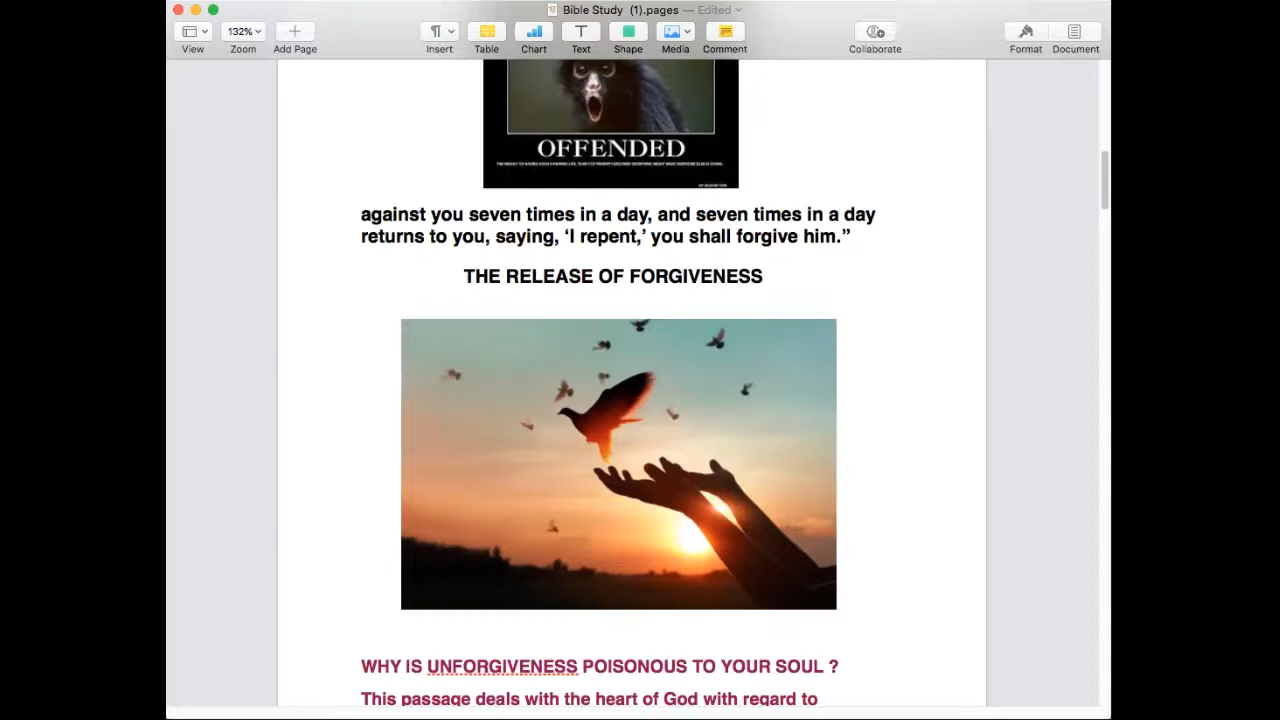 Bible Study (1).pages — Edited
132%
View
Zoom
Add Page
Insert
Table
Chart
Text
Shape
Media
Comment
Collaborate
Format
Document
OFFENDED
against you seven times in a day, and seven times in a day
returns to you, saying, ‘I repent,’ you shall forgive him.”
THE RELEASE OF FORGIVENESS
WHY IS UNFORGIVENESS POISONOUS TO YOUR SOUL ?
This passage deals with the heart of God with regard to